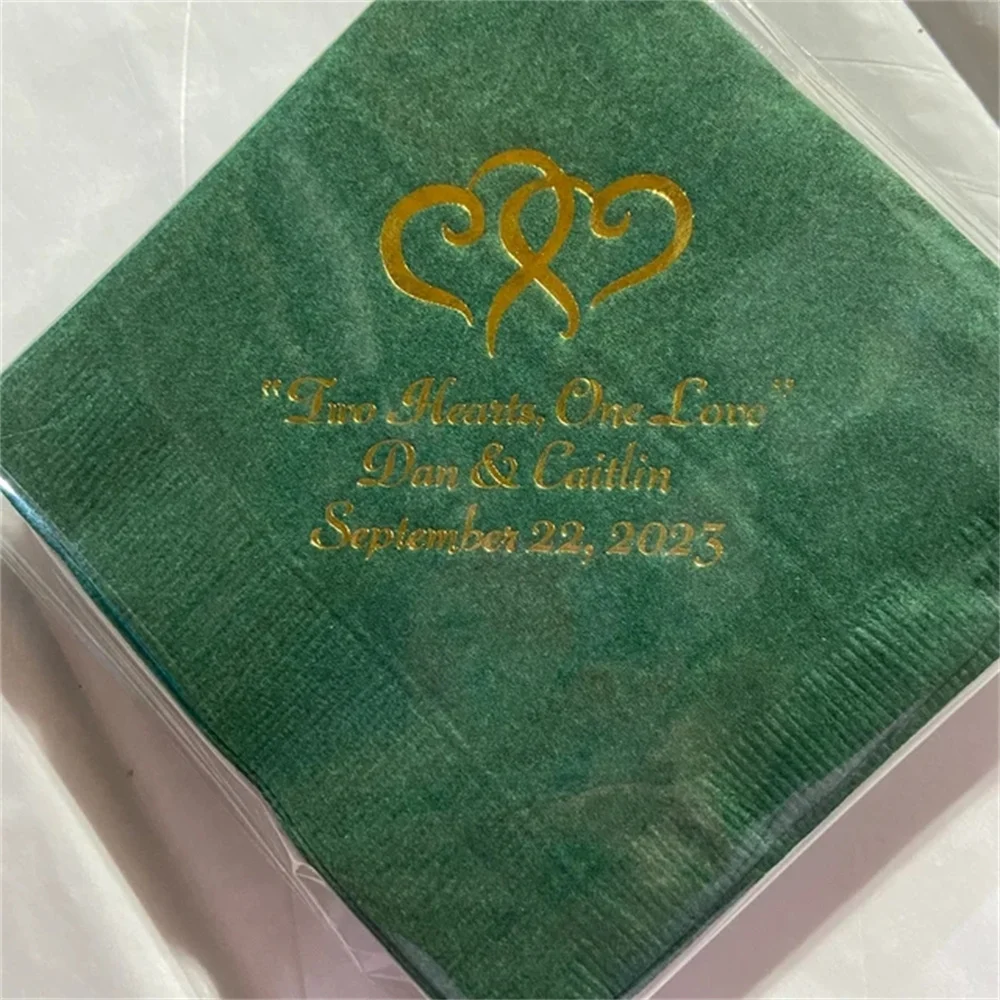 “Two Hearts, One Love”
Dan & Caitlin
September 22, 2023